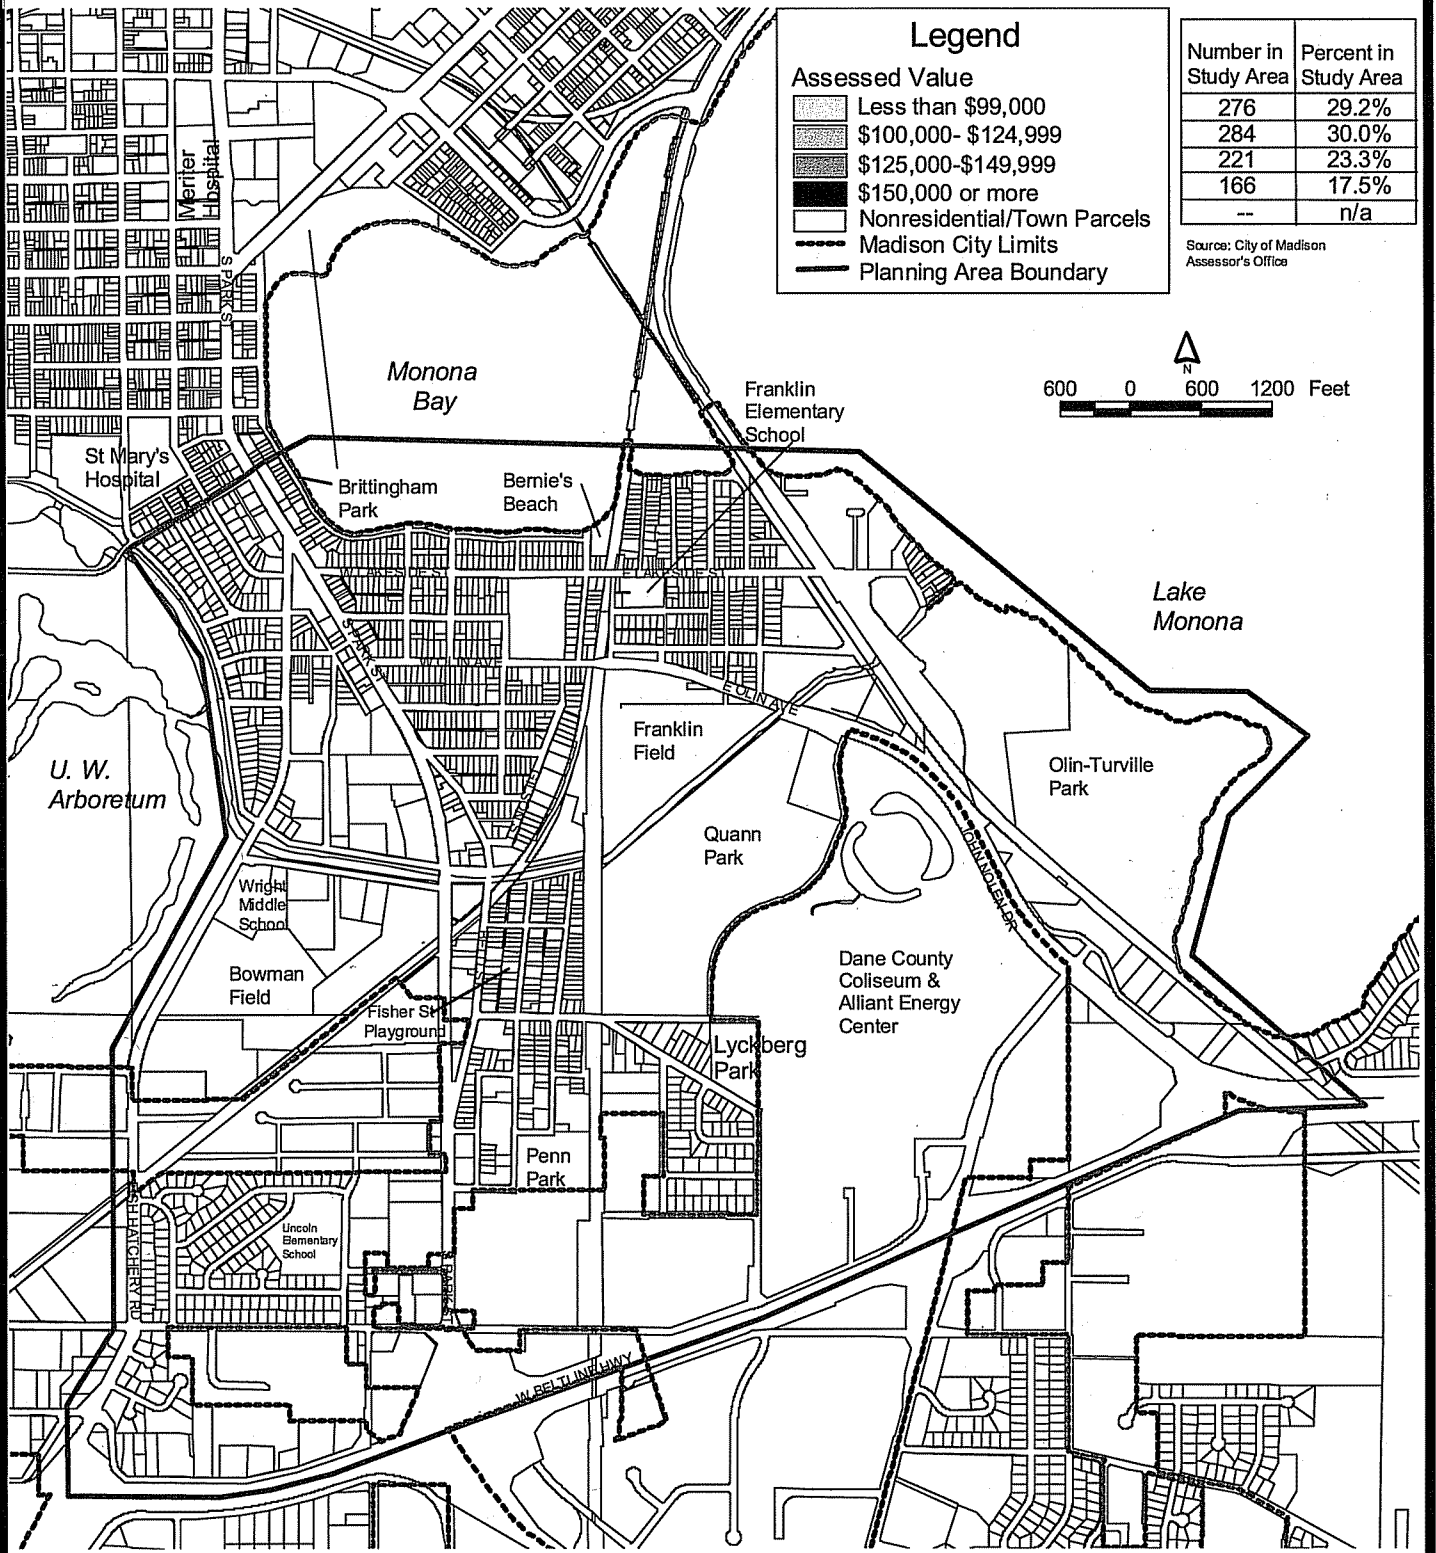 Legend
Assessed Value
Less than $99,000
$100,000- $124,999
$125,000-$149,999
$150,000 or more
Nonresidential/Town Parcels
Madison City Limits
Planning Area Boundary
Number in Study Area
Percent in Study Area
276 29.2%
284 30.0%
221 23.3%
166 17.5%
-- n/a
Source: City of Madison
Assessor's Office
N
600 0 600 1200 Feet
Meriter
Hospital
S PARK ST
Monona
Bay
Franklin
Elementary
School
St Mary's
Hospital
Brittingham
Park
Bernie's
Beach
W LAKESIDE ST
E LAKESIDE ST
Lake
Monona
S PARK ST
W OLIN AVE
E OLIN AVE
Franklin
Field
Olin-Turville
Park
U. W.
Arboretum
Quann
Park
JOHN NOLEN DR
Wright
Middle
School
Bowman
Field
Dane County
Coliseum &
Alliant Energy
Center
Fisher St
Playground
Lyckberg
Park
Penn
Park
Lincoln
Elementary
School
FISH HATCHERY RD
S PARK ST
W BELTLINE HWY